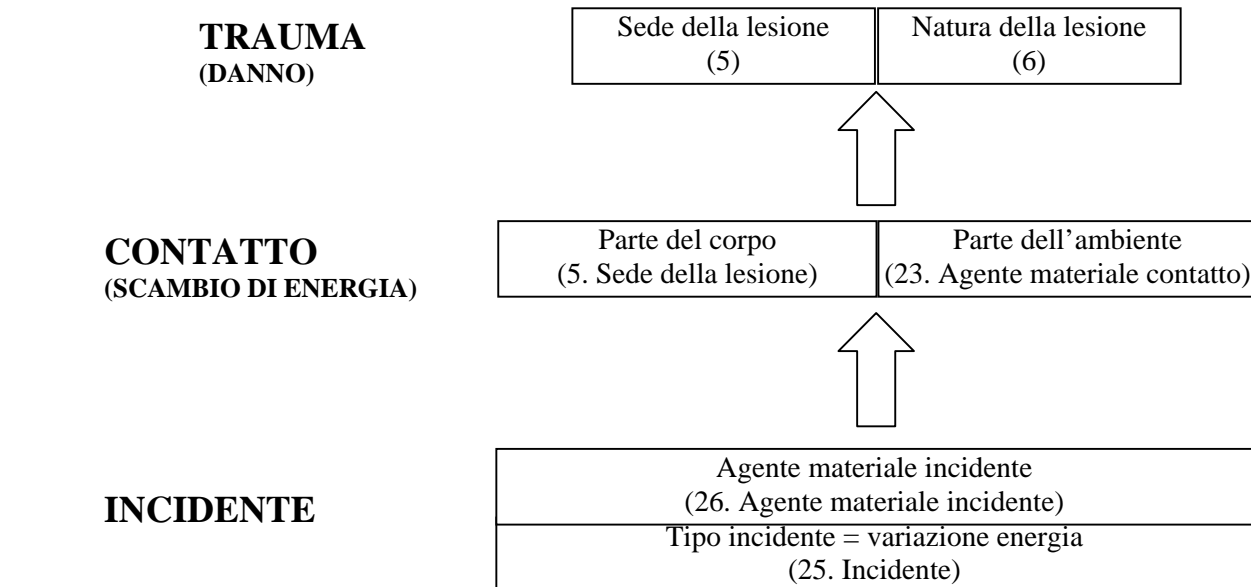 TRAUMA
(DANNO)
Sede della lesione
(5)
Natura della lesione
(6)
CONTATTO
(SCAMBIO DI ENERGIA)
Parte del corpo
(5. Sede della lesione)
Parte dell’ambiente
(23. Agente materiale contatto)
INCIDENTE
Agente materiale incidente
(26. Agente materiale incidente)
Tipo incidente = variazione energia
(25. Incidente)